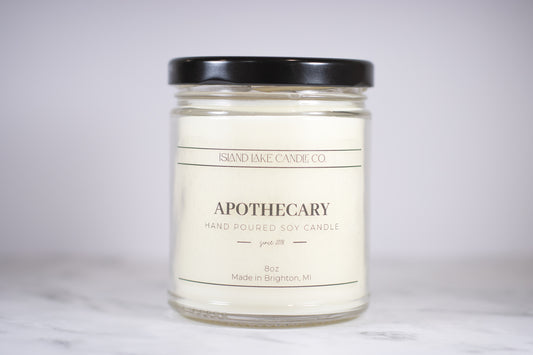 ISLAND LAKE CANDLE CO.
APOTHECARY
HAND POURED SOY CANDLE
since 2018
8oz
Made in Brighton, Mi